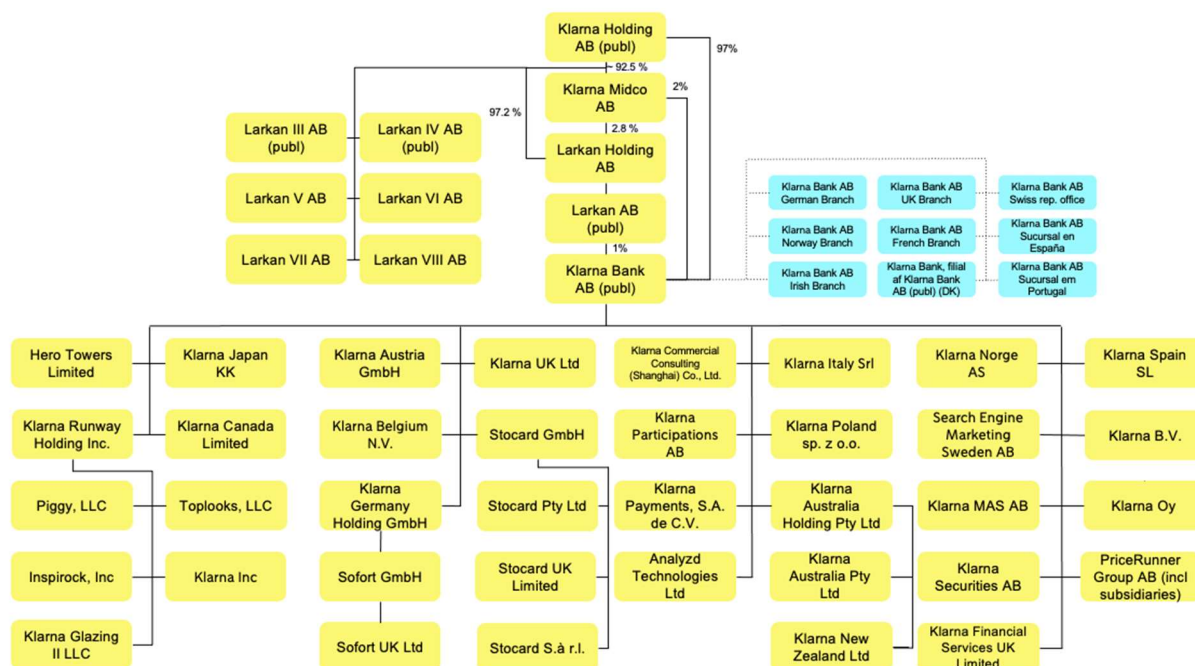 Klarna Holding
AB (publ)
97%
92.5 %
Klarna Midco
AB
2%
97.2 %
2.8 %
Larkan III AB
(publ)
Larkan IV AB
(publ)
Larkan Holding
AB
Larkan V AB
Larkan VI AB
Larkan AB
(publ)
Larkan VII AB
Larkan VIII AB
1%
Klarna Bank
AB (publ)
Klarna Bank AB
German Branch
Klarna Bank AB
UK Branch
Klarna Bank AB
Swiss rep. office
Klarna Bank AB
Norway Branch
Klarna Bank AB
French Branch
Klarna Bank AB
Sucursal en
España
Klarna Bank AB
Irish Branch
Klarna Bank, filial
af Klarna Bank
AB (publ) (DK)
Klarna Bank AB
Sucursal em
Portugal
Hero Towers
Limited
Klarna Japan
KK
Klarna Austria
GmbH
Klarna UK Ltd
Klarna Commercial
Consulting
(Shanghai) Co., Ltd.
Klarna Italy Srl
Klarna Norge
AS
Klarna Spain
SL
Klarna Runway
Holding Inc.
Klarna Canada
Limited
Klarna Belgium
N.V.
Stocard GmbH
Klarna
Participations
AB
Klarna Poland
sp. z o.o.
Search Engine
Marketing
Sweden AB
Klarna B.V.
Piggy, LLC
Toplooks, LLC
Klarna
Germany
Holding GmbH
Stocard Pty Ltd
Klarna
Payments, S.A.
de C.V.
Klarna
Australia
Holding Pty Ltd
Klarna MAS AB
Klarna Oy
Inspirock, Inc
Klarna Inc
Sofort GmbH
Stocard UK
Limited
Analyzd
Technologies
Ltd
Klarna
Australia Pty
Ltd
Klarna
Securities AB
PriceRunner
Group AB (incl
subsidiaries)
Klarna Glazing
II LLC
Sofort UK Ltd
Stocard S.à r.l.
Klarna New
Zealand Ltd
Klarna Financial
Services UK
Limited